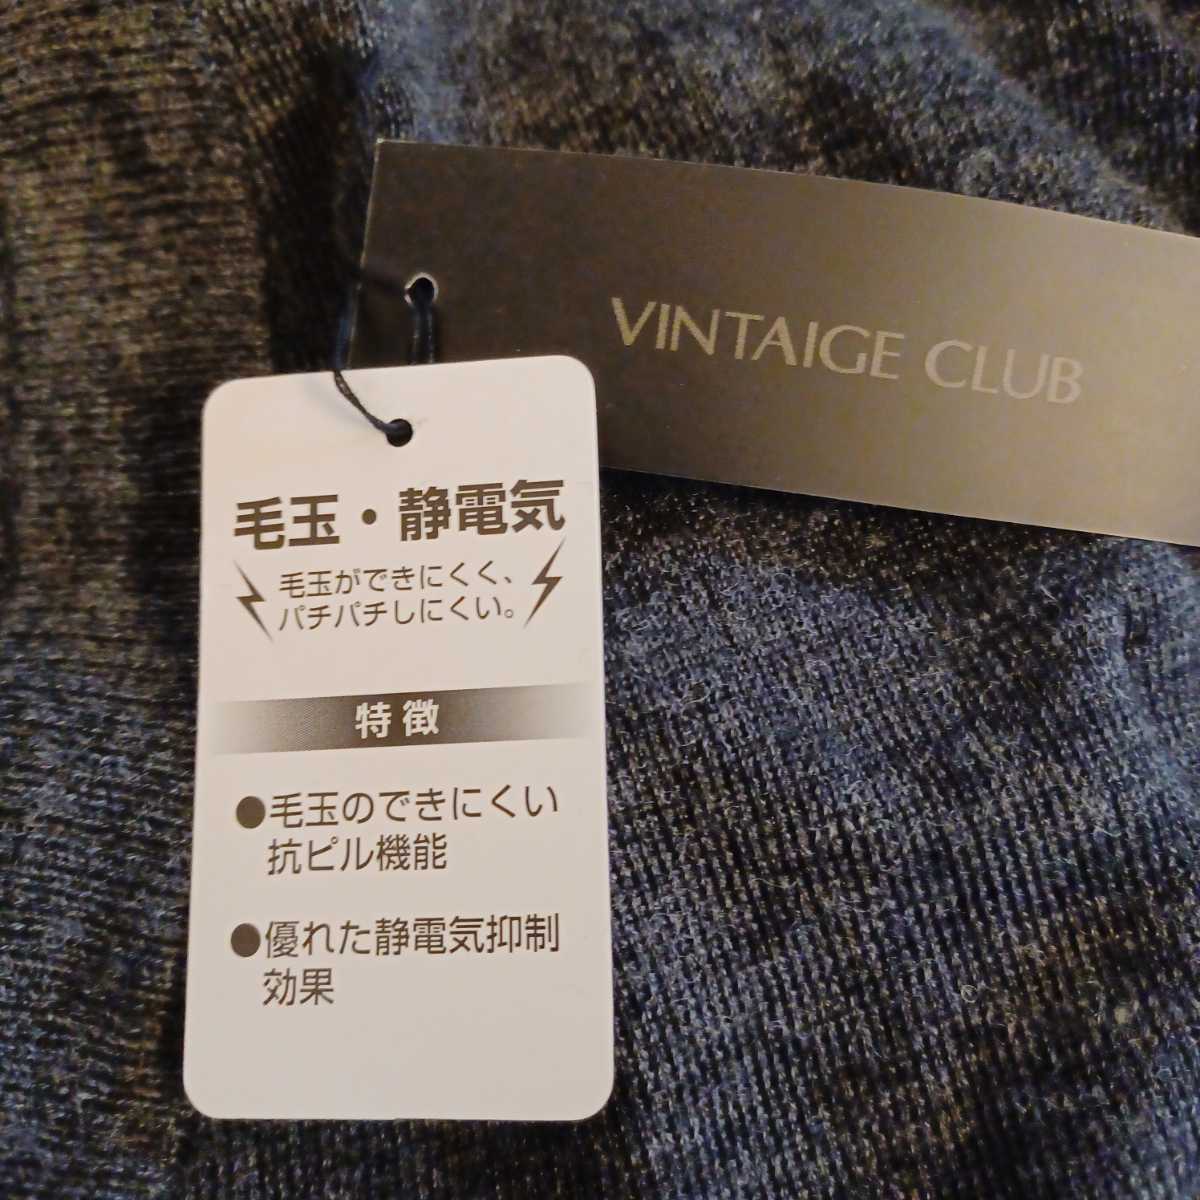 VINTAIGE CLUB
毛玉・静電気
毛玉ができにくく、
パチパチしにくい。
特徴
●毛玉のできにくい
抗ピル機能
●優れた静電気抑制
効果